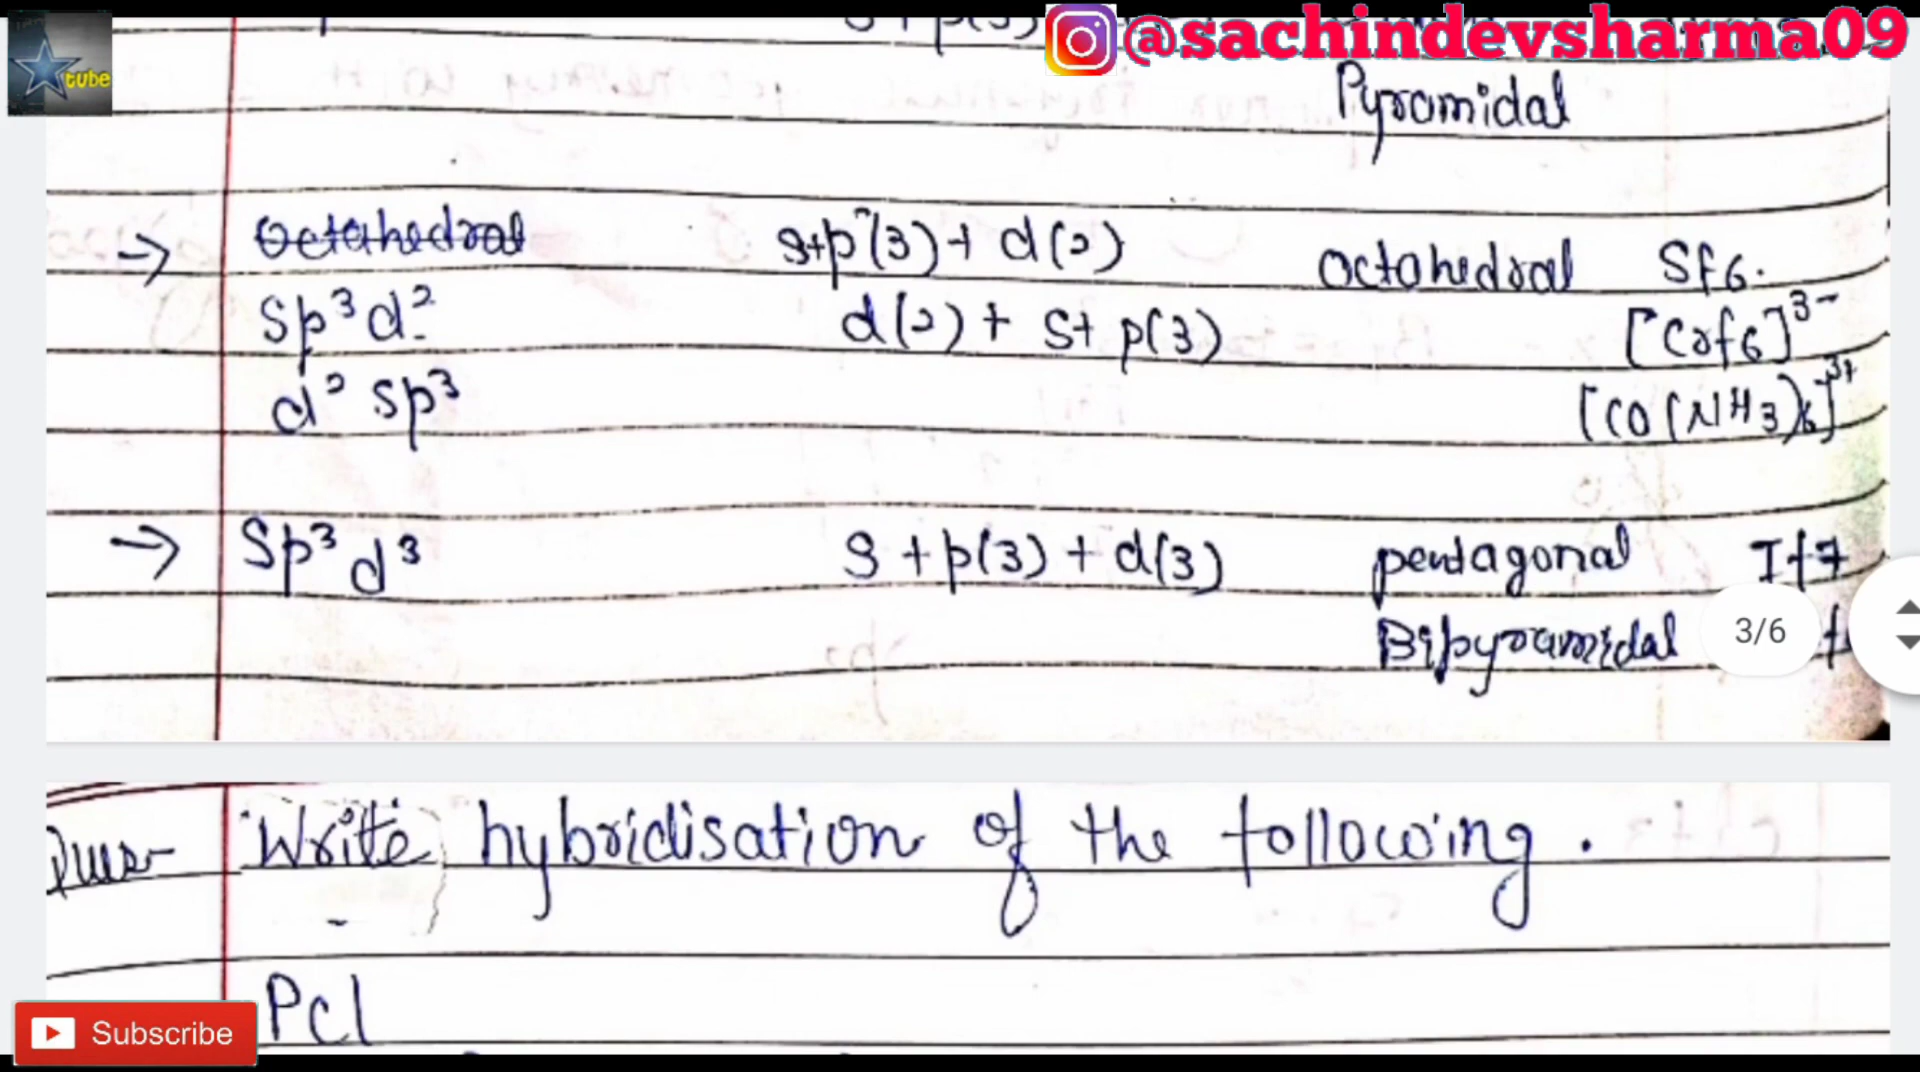 @sachindevsharma09
tube
s+p(3)
Pyramidal
→ Octahedral s+p(3)+ d(2) Octahedral Sf6.
sp³d² d(2)+ S+ p(3) [Cof6]³⁻
d² sp³ [CO(NH3)6]³⁺
→ Sp³d³ S+p(3)+d(3) pentagonal If7
Bipyramidal
3/6
Ques- Write hybridisation of the following.
Pcl
Subscribe